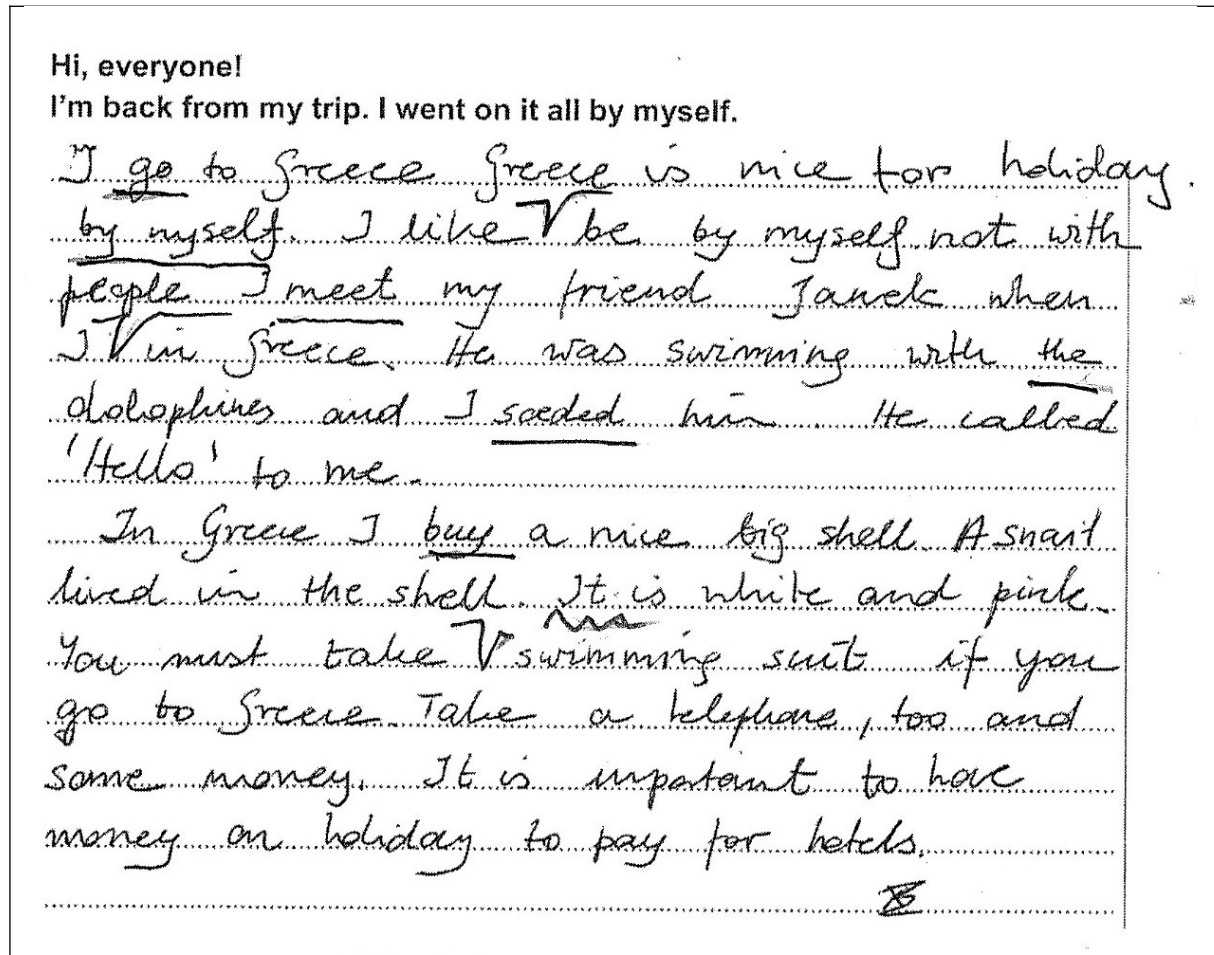 Hi, everyone!
I'm back from my trip. I went on it all by myself.
I go to Greece Greece is nice for holiday.
by myself. I like be by myself not with
people I meet my friend Janek when
I in Greece. He was swimming with the
dolophines and I seeded him. He called
'Hello' to me.
In Greece I buy a nice big shell A snail
lived in the shell. It is white and pink.
You must take swimming suit if you
go to Greece. Take a telephone, too and
some money. It is impotant to have
money on holiday to pay for hotels.